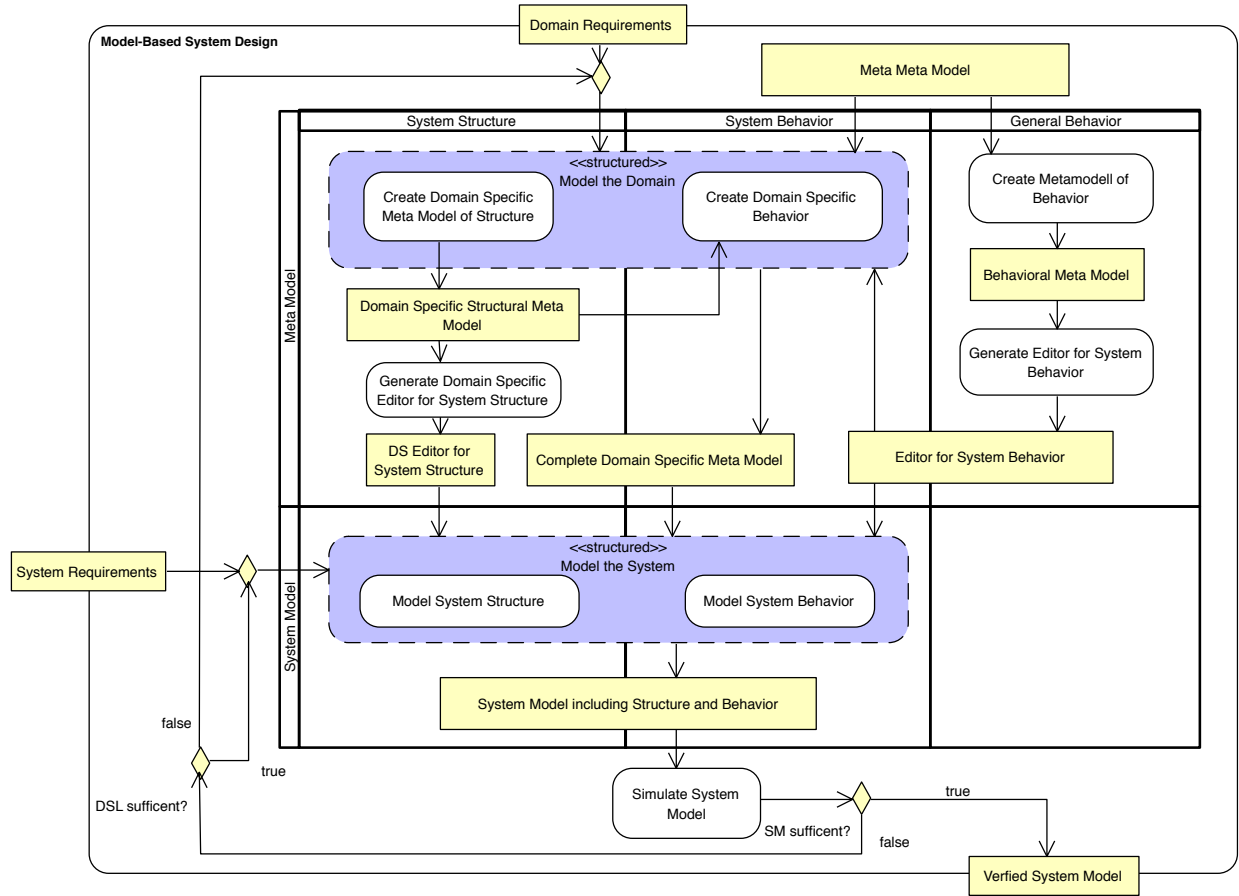 Domain Requirements
Model-Based System Design
Meta Meta Model
System Structure
System Behavior
General Behavior
Meta Model
<<structured>>
Model the Domain
Create Domain Specific
Meta Model of Structure
Create Domain Specific
Behavior
Create Metamodell of
Behavior
Behavioral Meta Model
Domain Specific Structural Meta
Model
Generate Editor for System
Behavior
Generate Domain Specific
Editor for System Structure
DS Editor for
System Structure
Complete Domain Specific Meta Model
Editor for System Behavior
System Model
<<structured>>
Model the System
System Requirements
Model System Structure
Model System Behavior
System Model including Structure and Behavior
false
true
DSL sufficent?
Simulate System
Model
true
SM sufficent?
false
Verfied System Model